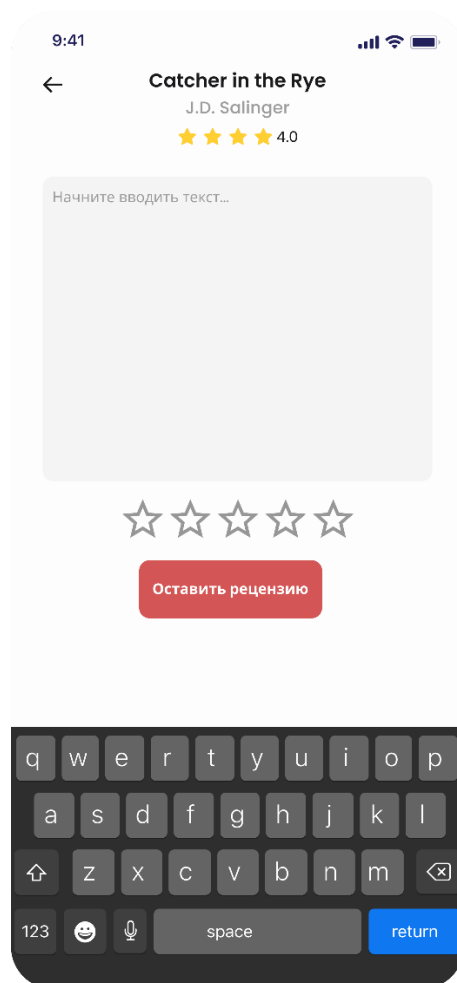 9:41
Catcher in the Rye
J.D. Salinger
4.0
Начните вводить текст...
Оставить рецензию
q w e r t y u i o p
a s d f g h j k l
z x c v b n m
123 space return